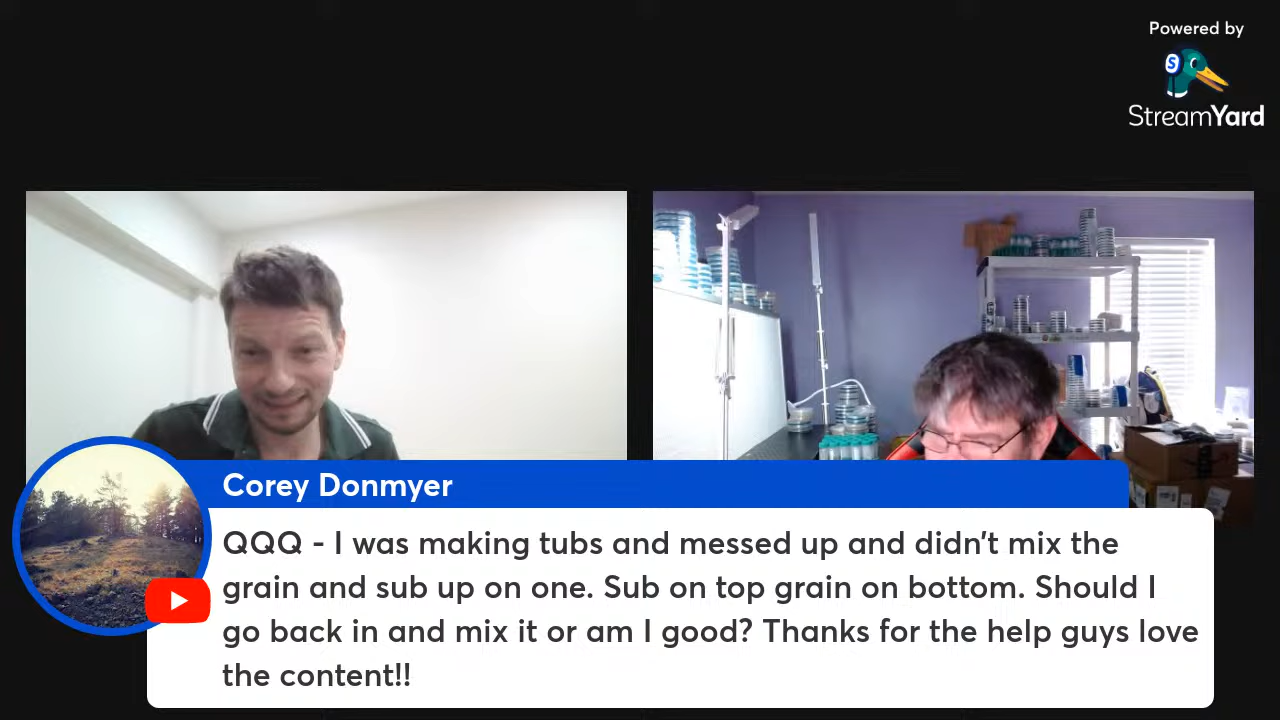 Powered by
S
StreamYard
Corey Donmyer
QQQ - I was making tubs and messed up and didn't mix the
grain and sub up on one. Sub on top grain on bottom. Should I
go back in and mix it or am I good? Thanks for the help guys love
the content!!